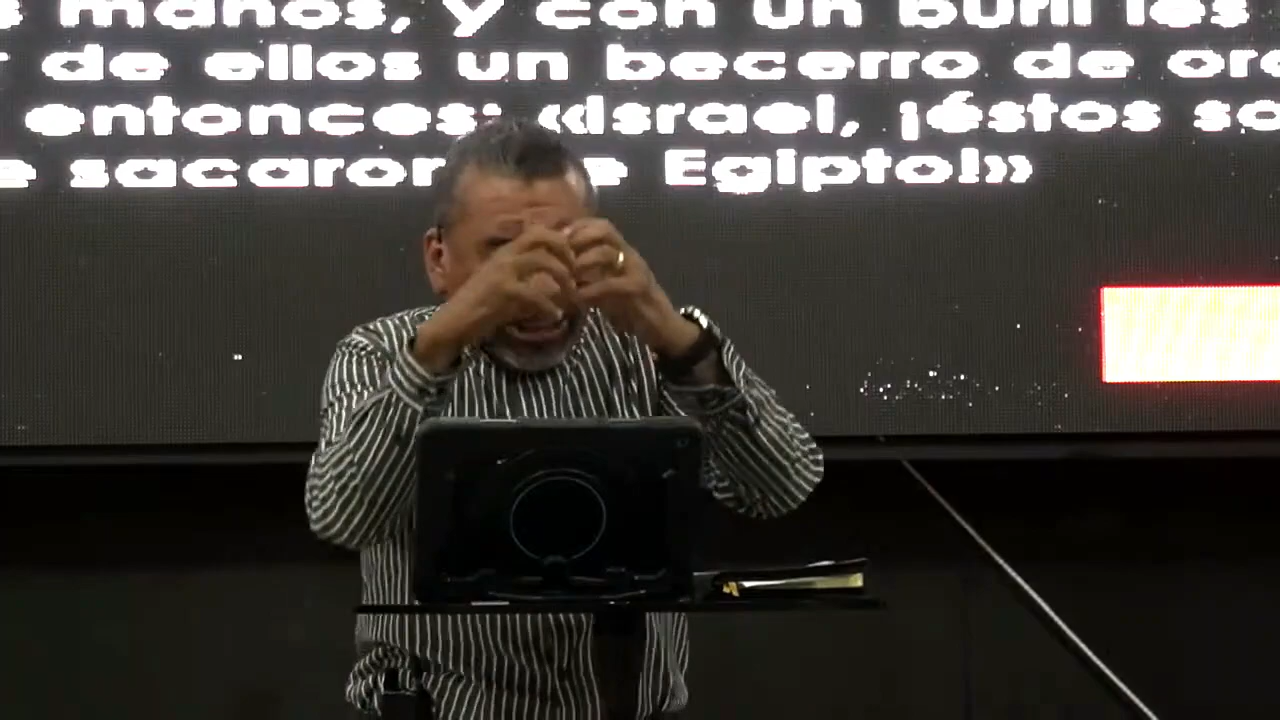 manos, y con un buril les
de ellos un becerro de
entonces: «Israel, ¡éstos
sacaron Egipto!»